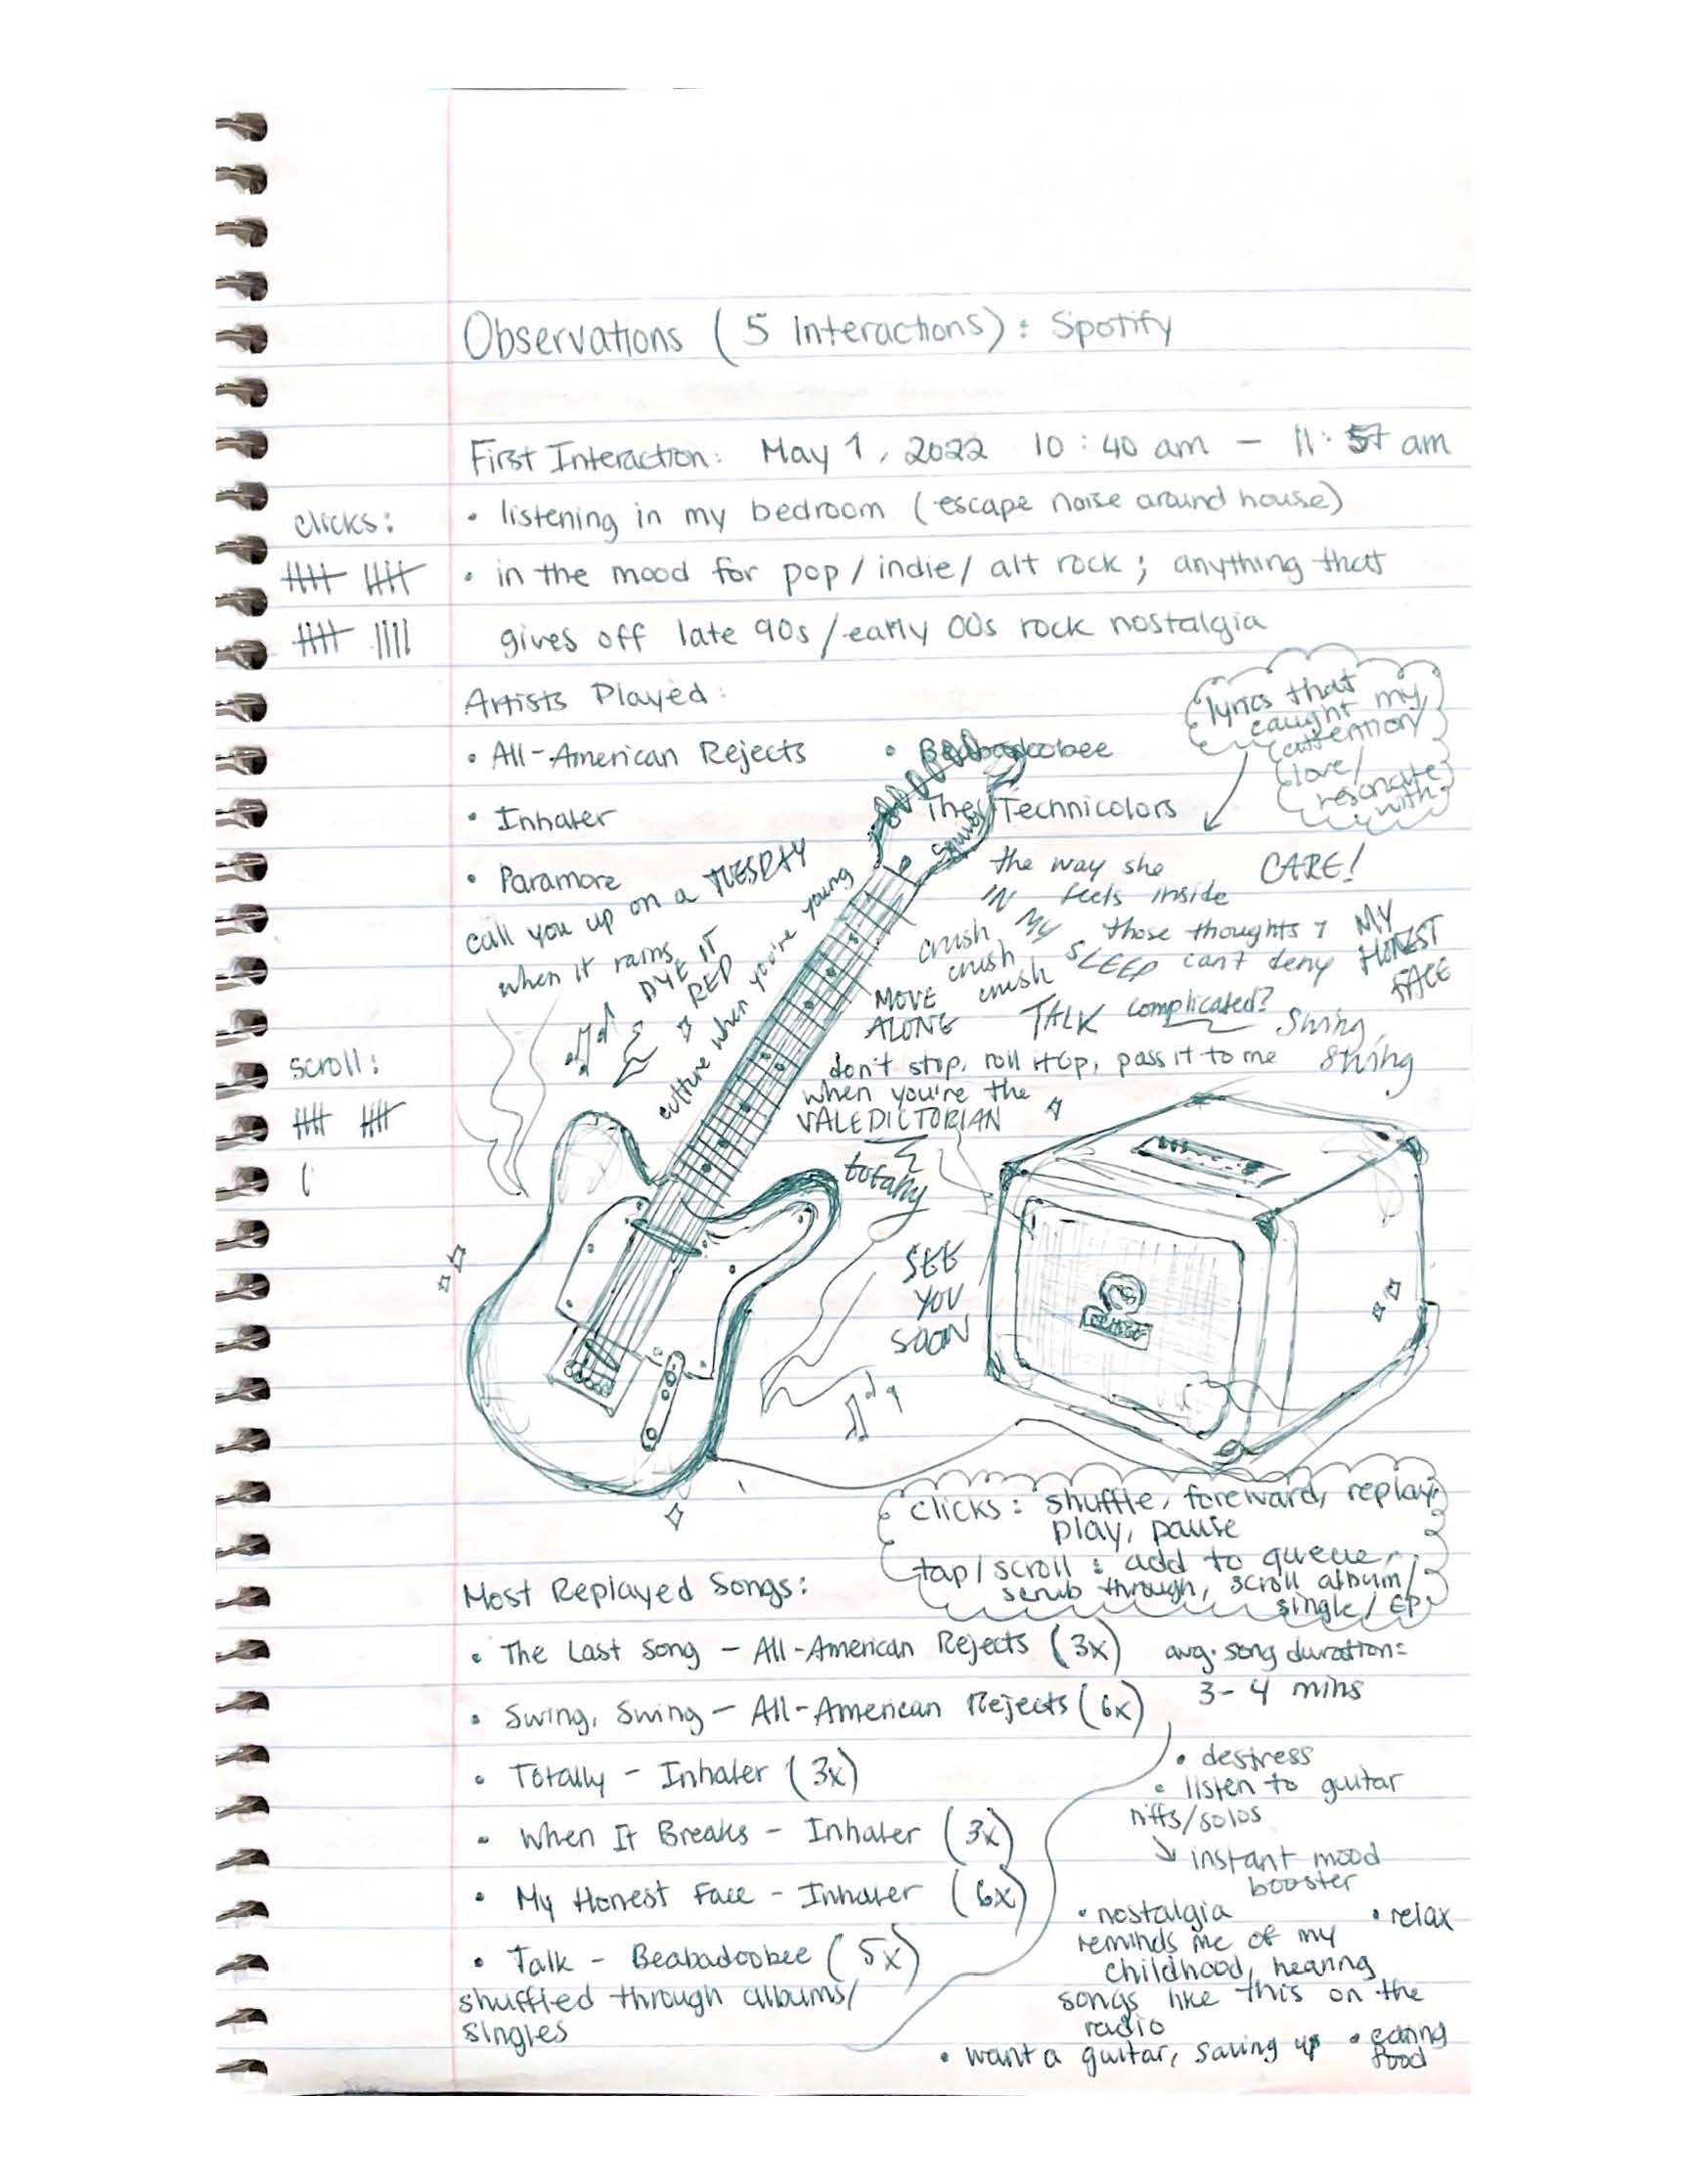 Observations (5 Interactions): Spotify
First Interaction: May 1, 2022 10:40 am - 11:57 am
clicks:
• listening in my bedroom (escape noise around house)
• in the mood for pop/indie/alt rock; anything that
gives off late 90s/early 00s rock nostalgia
Artists Played:
• All-American Rejects
• Beabadoobee
• Inhaler
The Technicolors
• Paramore
lyrics that
caught my
attention/
love/
resonate
with
call you up on a TUESDAY
when it rains
DYE IT
RED
culture when you're young
Squier
the way she
feels inside
CARE!
IN MY SLEEP
crush
crush
crush
those thoughts I
can't deny
MY
HONEST
FACE
MOVE
ALONG
TALK
complicated?
Swing,
swing
don't stop, roll it up, pass it to me
when you're the
VALEDICTORIAN
totally
SEE
YOU
SOON
scroll:
clicks: shuffle, foreward, replay,
play, pause
tap/scroll: add to queue,
scrub through, scroll album/
single/EP
Most Replayed Songs:
• The Last Song - All-American Rejects (3x)
• Swing, Swing - All-American Rejects (6x)
• Totally - Inhaler (3x)
• When It Breaks - Inhaler (3x)
• My Honest Face - Inhaler (6x)
• Talk - Beabadoobee (5x)
shuffled through albums/
singles
avg. song duration=
3-4 mins
• destress
• listen to guitar
riffs/solos
↳ instant mood
booster
• nostalgia
reminds me of my
childhood, hearing
songs like this on the
radio
• relax
• want a guitar, saving up
• eating
food